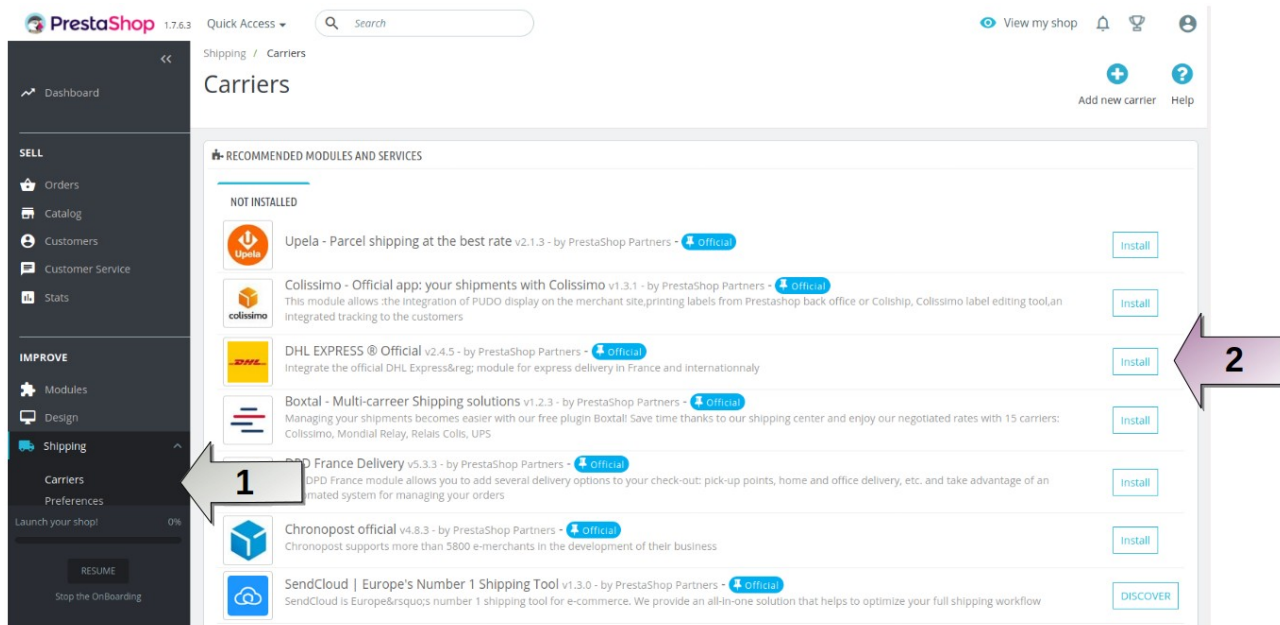 PrestaShop 1.7.6.3 Quick Access Search View my shop
Shipping / Carriers
Carriers
Add new carrier Help
Dashboard
SELL
Orders
Catalog
Customers
Customer Service
Stats
IMPROVE
Modules
Design
Shipping
Carriers
Preferences
Launch your shop! 0%
RESUME
Stop the OnBoarding
1
RECOMMENDED MODULES AND SERVICES
NOT INSTALLED
Upela
Upela - Parcel shipping at the best rate v2.1.3 - by PrestaShop Partners - Official
Install
colissimo
Colissimo - Official app: your shipments with Colissimo v1.3.1 - by PrestaShop Partners - Official
This module allows :the integration of PUDO display on the merchant site,printing labels from Prestashop back office or Coliship, Colissimo label editing tool,an
integrated tracking to the customers
Install
DHL
DHL EXPRESS ® Official v2.4.5 - by PrestaShop Partners - Official
Integrate the official DHL Express&reg; module for express delivery in France and internationnaly
Install
2
Boxtal - Multi-carreer Shipping solutions v1.2.3 - by PrestaShop Partners - Official
Managing your shipments becomes easier with our free plugin Boxtal! Save time thanks to our shipping center and enjoy our negotiated rates with 15 carriers:
Colissimo, Mondial Relay, Relais Colis, UPS
Install
France Delivery v5.3.3 - by PrestaShop Partners - Official
DPD France module allows you to add several delivery options to your check-out: pick-up points, home and office delivery, etc. and take advantage of an
system for managing your orders
Install
Chronopost official v4.8.3 - by PrestaShop Partners - Official
Chronopost supports more than 5800 e-merchants in the development of their business
Install
SendCloud | Europe's Number 1 Shipping Tool v1.3.0 - by PrestaShop Partners - Official
SendCloud is Europe&rsquo;s number 1 shipping tool for e-commerce. We provide an all-in-one solution that helps to optimize your full shipping workflow
DISCOVER